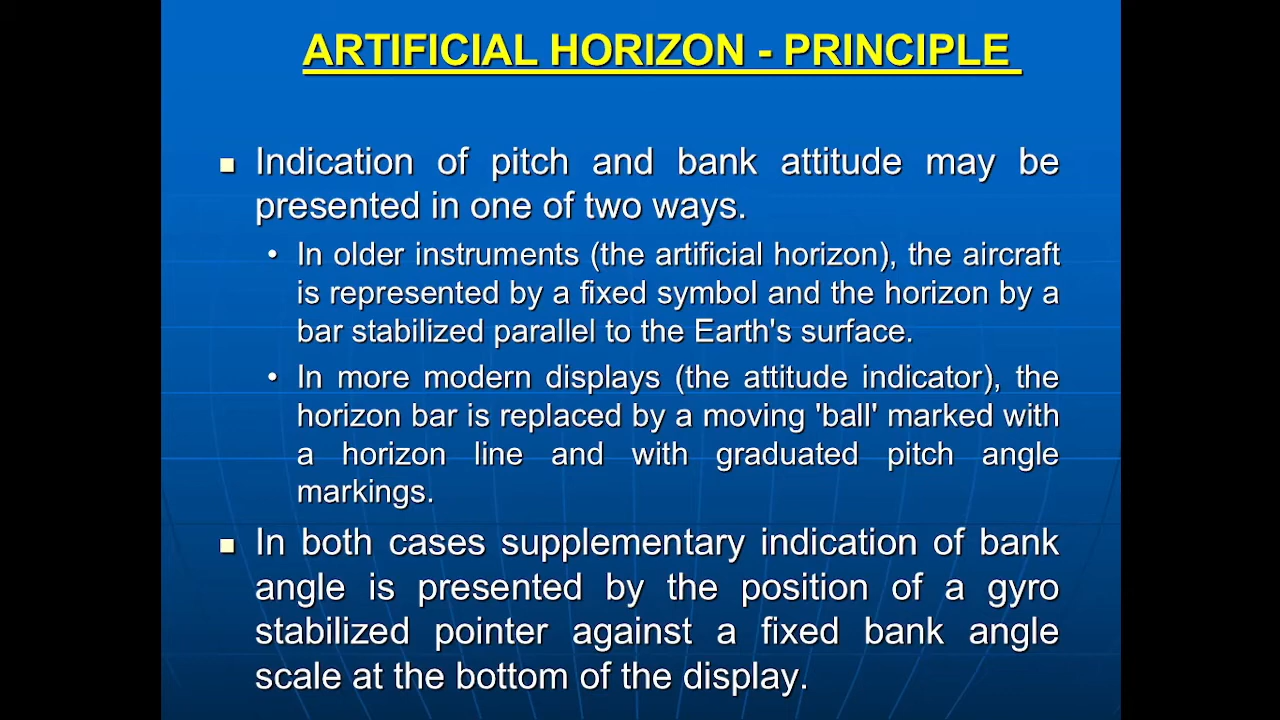 ARTIFICIAL HORIZON - PRINCIPLE
Indication of pitch and bank attitude may be
presented in one of two ways.
• In older instruments (the artificial horizon), the aircraft
is represented by a fixed symbol and the horizon by a
bar stabilized parallel to the Earth's surface.
• In more modern displays (the attitude indicator), the
horizon bar is replaced by a moving 'ball' marked with
a horizon line and with graduated pitch angle
markings.
In both cases supplementary indication of bank
angle is presented by the position of a gyro
stabilized pointer against a fixed bank angle
scale at the bottom of the display.